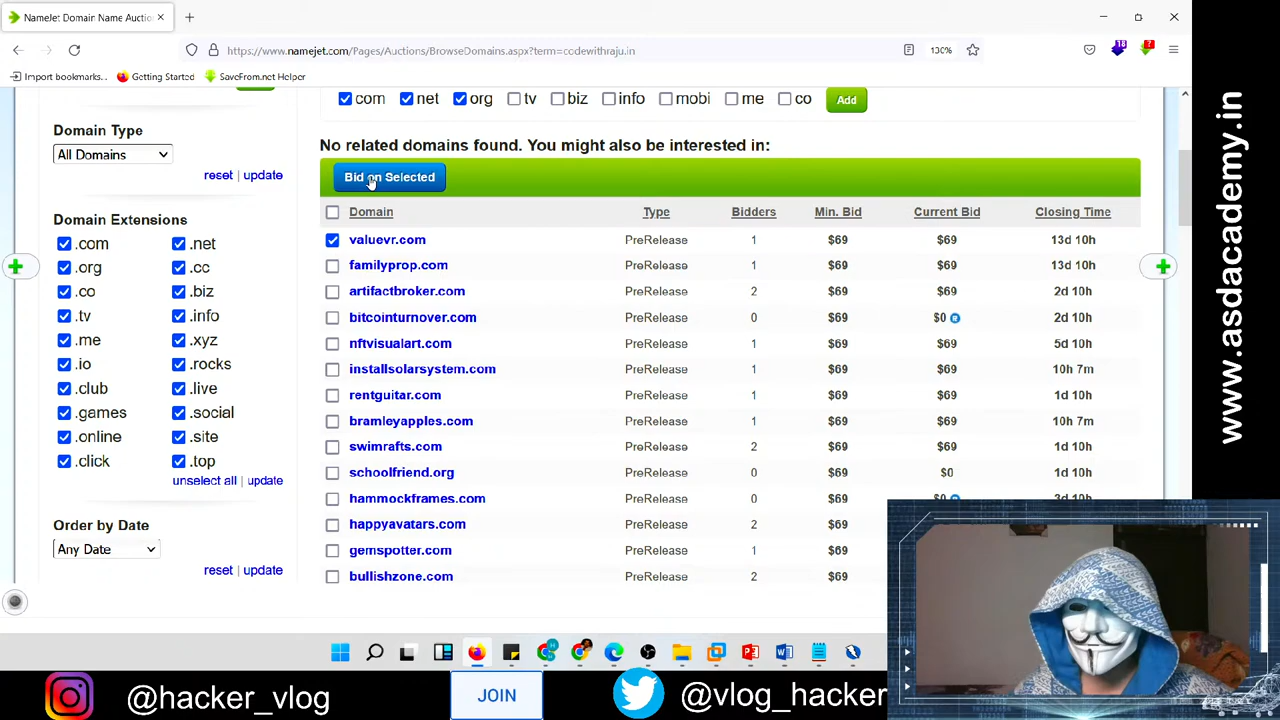 NameJet Domain Name Auctio
https://www.namejet.com/Pages/Auctions/BrowseDomains.aspx?term=codewithraju.in
130%
18
?
Import bookmarks...
Getting Started
SaveFrom.net Helper
com
net
org
tv
biz
info
mobi
me
co
Add
Domain Type
All Domains
reset | update
Domain Extensions
.com .net
.org .cc
.co .biz
.tv .info
.me .xyz
.io .rocks
.club .live
.games .social
.online .site
.click .top
unselect all | update
Order by Date
Any Date
reset | update
No related domains found. You might also be interested in:
Bid on Selected
Domain Type Bidders Min. Bid Current Bid Closing Time
valuevr.com PreRelease 1 $69 $69 13d 10h
familyprop.com PreRelease 1 $69 $69 13d 10h
artifactbroker.com PreRelease 2 $69 $69 2d 10h
bitcointurnover.com PreRelease 0 $69 $0 R 2d 10h
nftvisualart.com PreRelease 1 $69 $69 5d 10h
installsolarsystem.com PreRelease 1 $69 $69 10h 7m
rentguitar.com PreRelease 1 $69 $69 1d 10h
bramleyapples.com PreRelease 1 $69 $69 10h 7m
swimrafts.com PreRelease 2 $69 $69 1d 10h
schoolfriend.org PreRelease 0 $69 $0 1d 10h
hammockframes.com PreRelease 0 $69 $0 3d 10h
happyavatars.com PreRelease 2 $69
gemspotter.com PreRelease 1 $69
bullishzone.com PreRelease 2 $69
www.asdacademy.in
@hacker_vlog
JOIN
@vlog_hacker